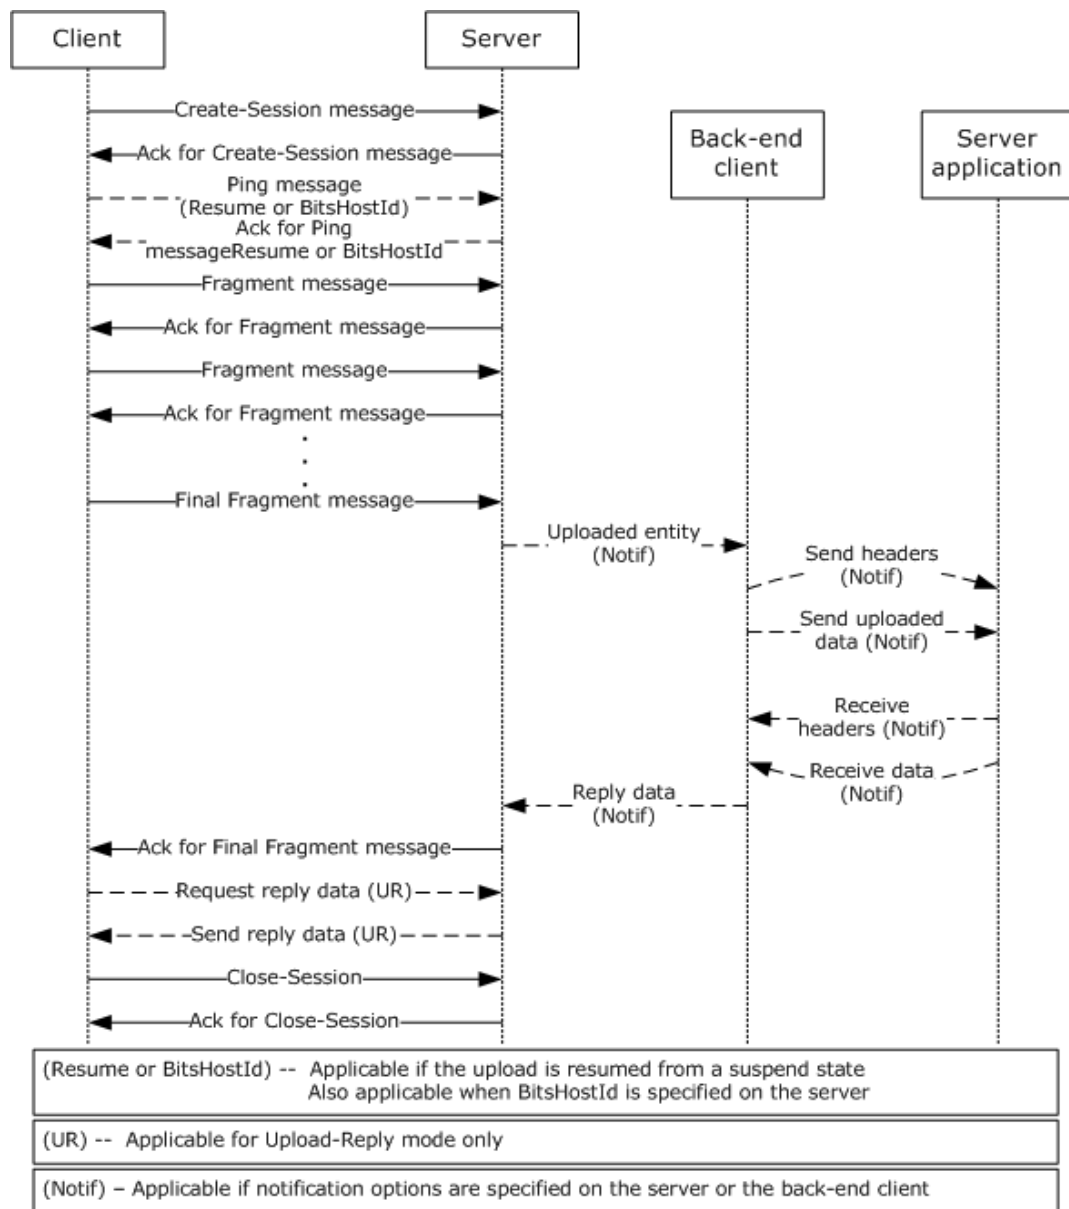 Client
Server
Create-Session message
Back-end
client
Server
application
Ack for Create-Session message
Ping message
(Resume or BitsHostId)
Ack for Ping
messageResume or BitsHostId
Fragment message
Ack for Fragment message
Fragment message
Ack for Fragment message
Final Fragment message
Uploaded entity
(Notif)
Send headers
(Notif)
Send uploaded
data (Notif)
Receive
headers (Notif)
Receive data
(Notif)
Reply data
(Notif)
Ack for Final Fragment message
Request reply data (UR)
Send reply data (UR)
Close-Session
Ack for Close-Session
(Resume or BitsHostId) -- Applicable if the upload is resumed from a suspend state
Also applicable when BitsHostId is specified on the server
(UR) -- Applicable for Upload-Reply mode only
(Notif) – Applicable if notification options are specified on the server or the back-end client